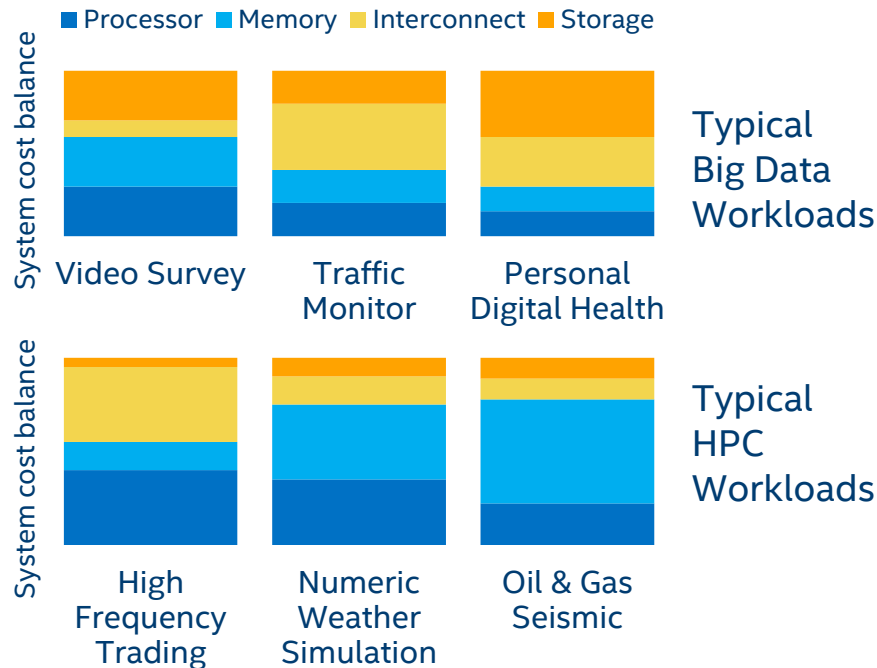 Processor Memory Interconnect Storage
System cost balance
Video Survey
Traffic
Monitor
Personal
Digital Health
Typical
Big Data
Workloads
System cost balance
High
Frequency
Trading
Numeric
Weather
Simulation
Oil & Gas
Seismic
Typical
HPC
Workloads